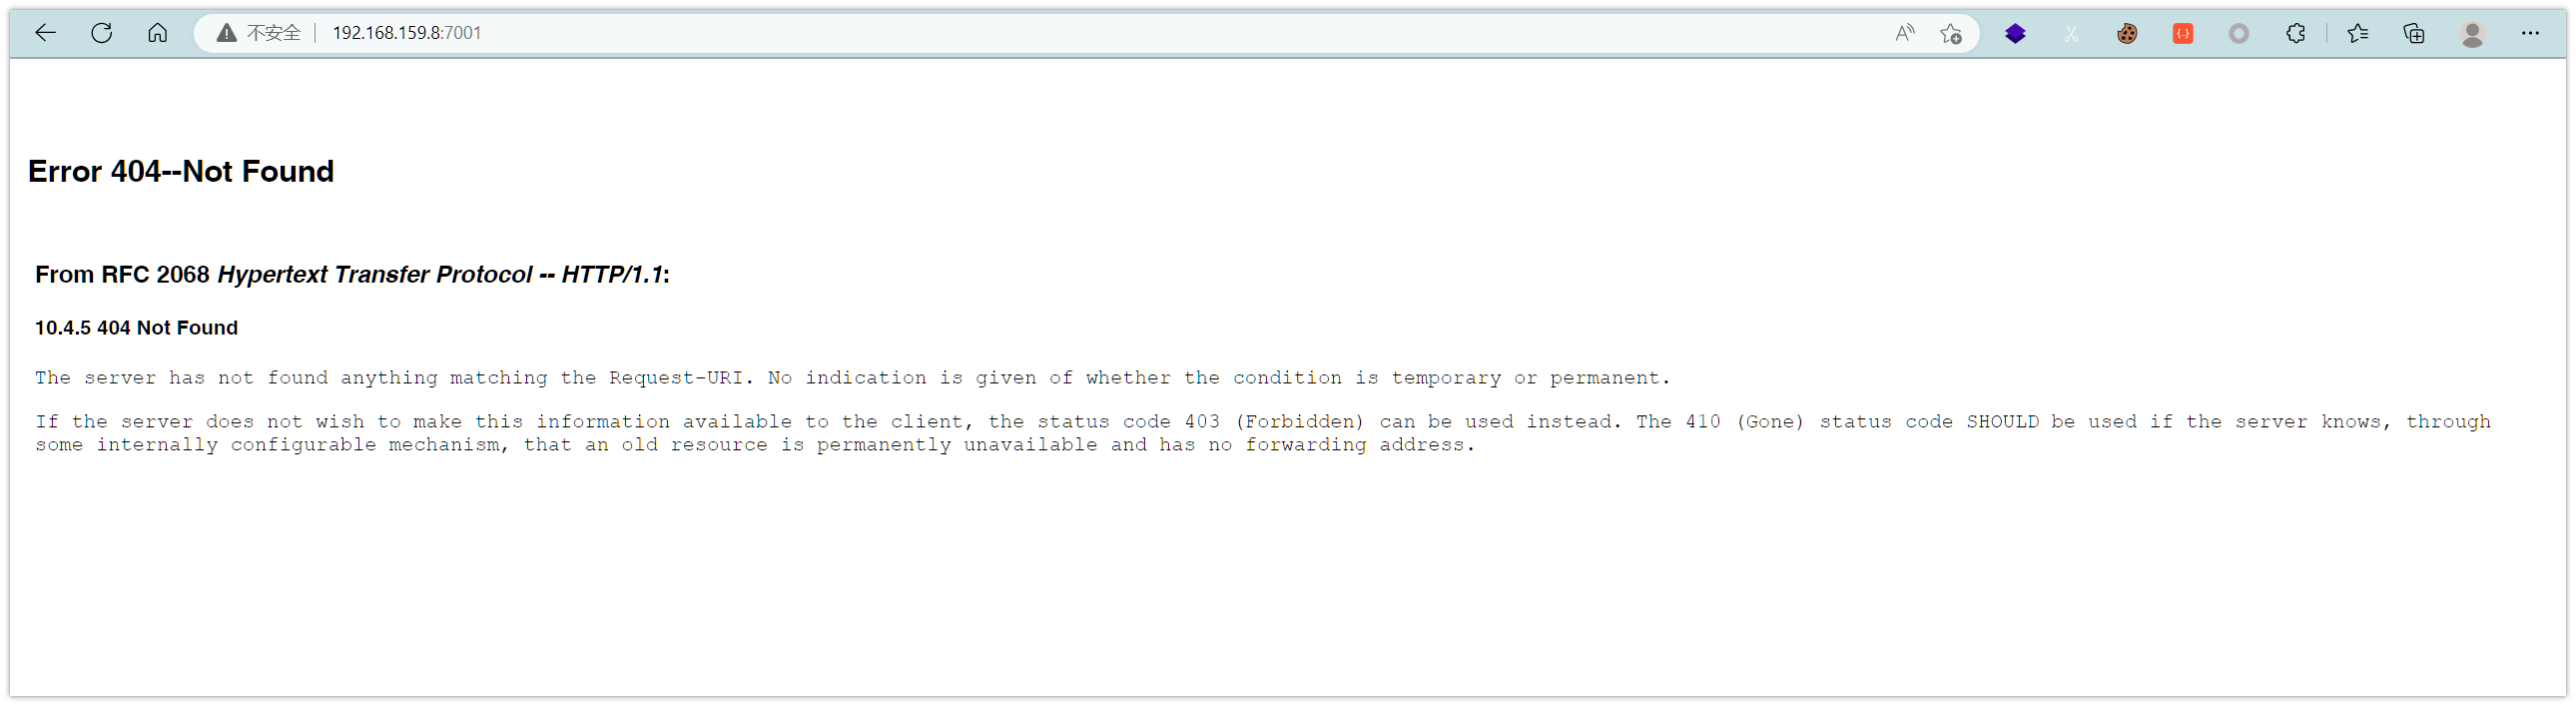 不安全 192.168.159.8:7001
Error 404--Not Found
From RFC 2068 Hypertext Transfer Protocol -- HTTP/1.1:
10.4.5 404 Not Found
The server has not found anything matching the Request-URI. No indication is given of whether the condition is temporary or permanent.
If the server does not wish to make this information available to the client, the status code 403 (Forbidden) can be used instead. The 410 (Gone) status code SHOULD be used if the server knows, through
some internally configurable mechanism, that an old resource is permanently unavailable and has no forwarding address.